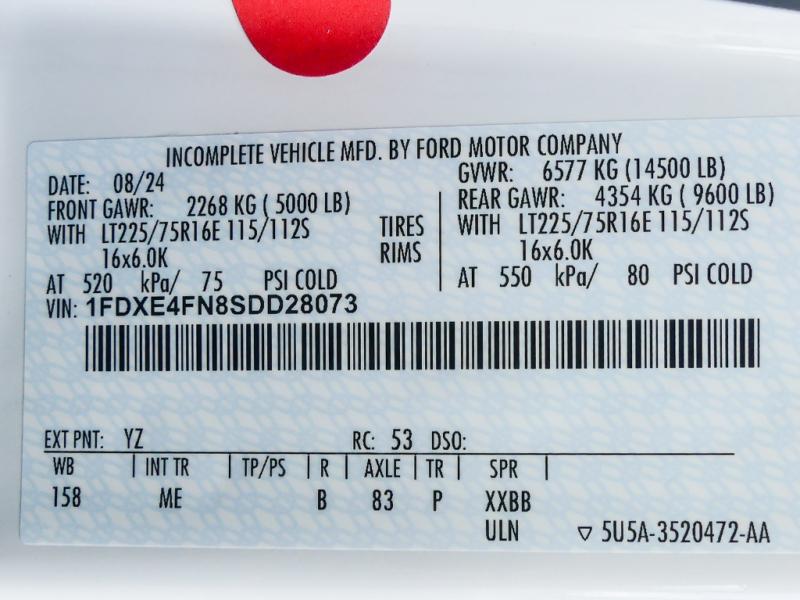 INCOMPLETE VEHICLE MFD. BY FORD MOTOR COMPANY
DATE: 08/24 GVWR: 6577 KG (14500 LB)
FRONT GAWR: 2268 KG ( 5000 LB) REAR GAWR: 4354 KG ( 9600 LB)
WITH LT225/75R16E 115/112S TIRES WITH LT225/75R16E 115/112S
16x6.0K RIMS 16x6.0K
AT 520 kPa/ 75 PSI COLD AT 550 kPa/ 80 PSI COLD
VIN: 1FDXE4FN8SDD28073
EXT PNT: YZ RC: 53 DSO:
WB | INT TR | TP/PS | R | AXLE | TR | SPR |
158 ME B 83 P XXBB
ULN ▽ 5U5A-3520472-AA